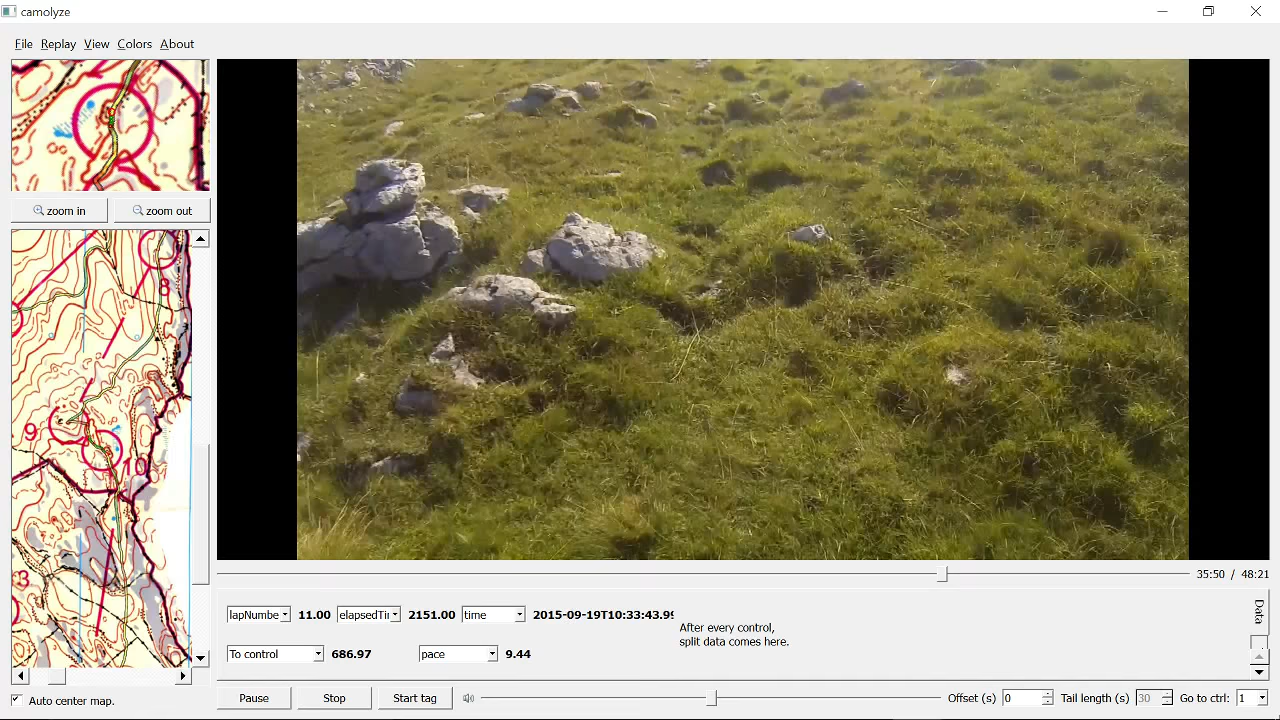 camolyze
File Replay View Colors About
zoom in zoom out
8
9
10
3
35:50 / 48:21
lapNumbe 11.00 elapsedTir 2151.00 time 2015-09-19T10:33:43.99
After every control,
split data comes here.
Data
To control 686.97 pace 9.44
Auto center map.
Pause Stop Start tag Offset (s) 0 Tail length (s) 30 Go to ctrl: 1